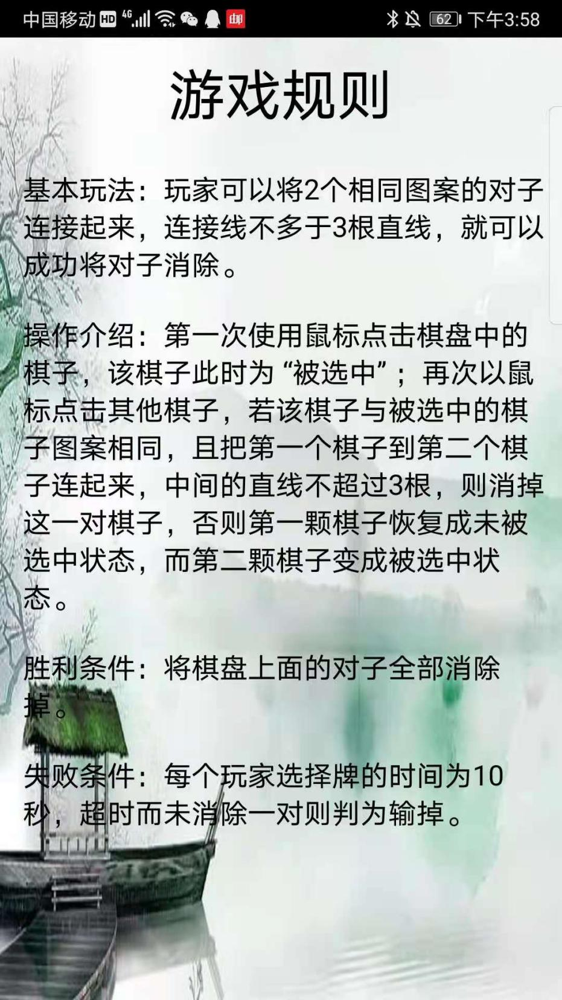 中国移动 HD 4G 邮 62 下午3:58
游戏规则
基本玩法：玩家可以将2个相同图案的对子
连接起来，连接线不多于3根直线，就可以
成功将对子消除。
操作介绍：第一次使用鼠标点击棋盘中的
棋子，该棋子此时为“被选中”；再次以鼠
标点击其他棋子，若该棋子与被选中的棋
子图案相同，且把第一个棋子到第二个棋
子连起来，中间的直线不超过3根，则消掉
这一对棋子，否则第一颗棋子恢复成未被
选中状态，而第二颗棋子变成被选中状
态。
胜利条件：将棋盘上面的对子全部消除
掉。
失败条件：每个玩家选择牌的时间为10
秒，超时而未消除一对则判为输掉。